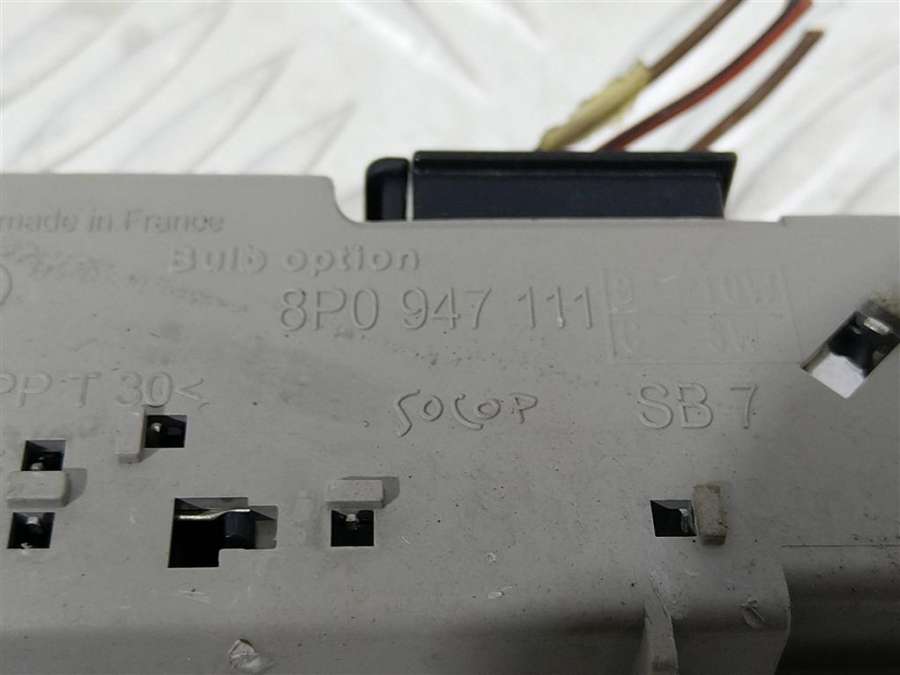 made in France
Bulb option
8P0 947 111
PP T 30<
SOCOP
SB 7